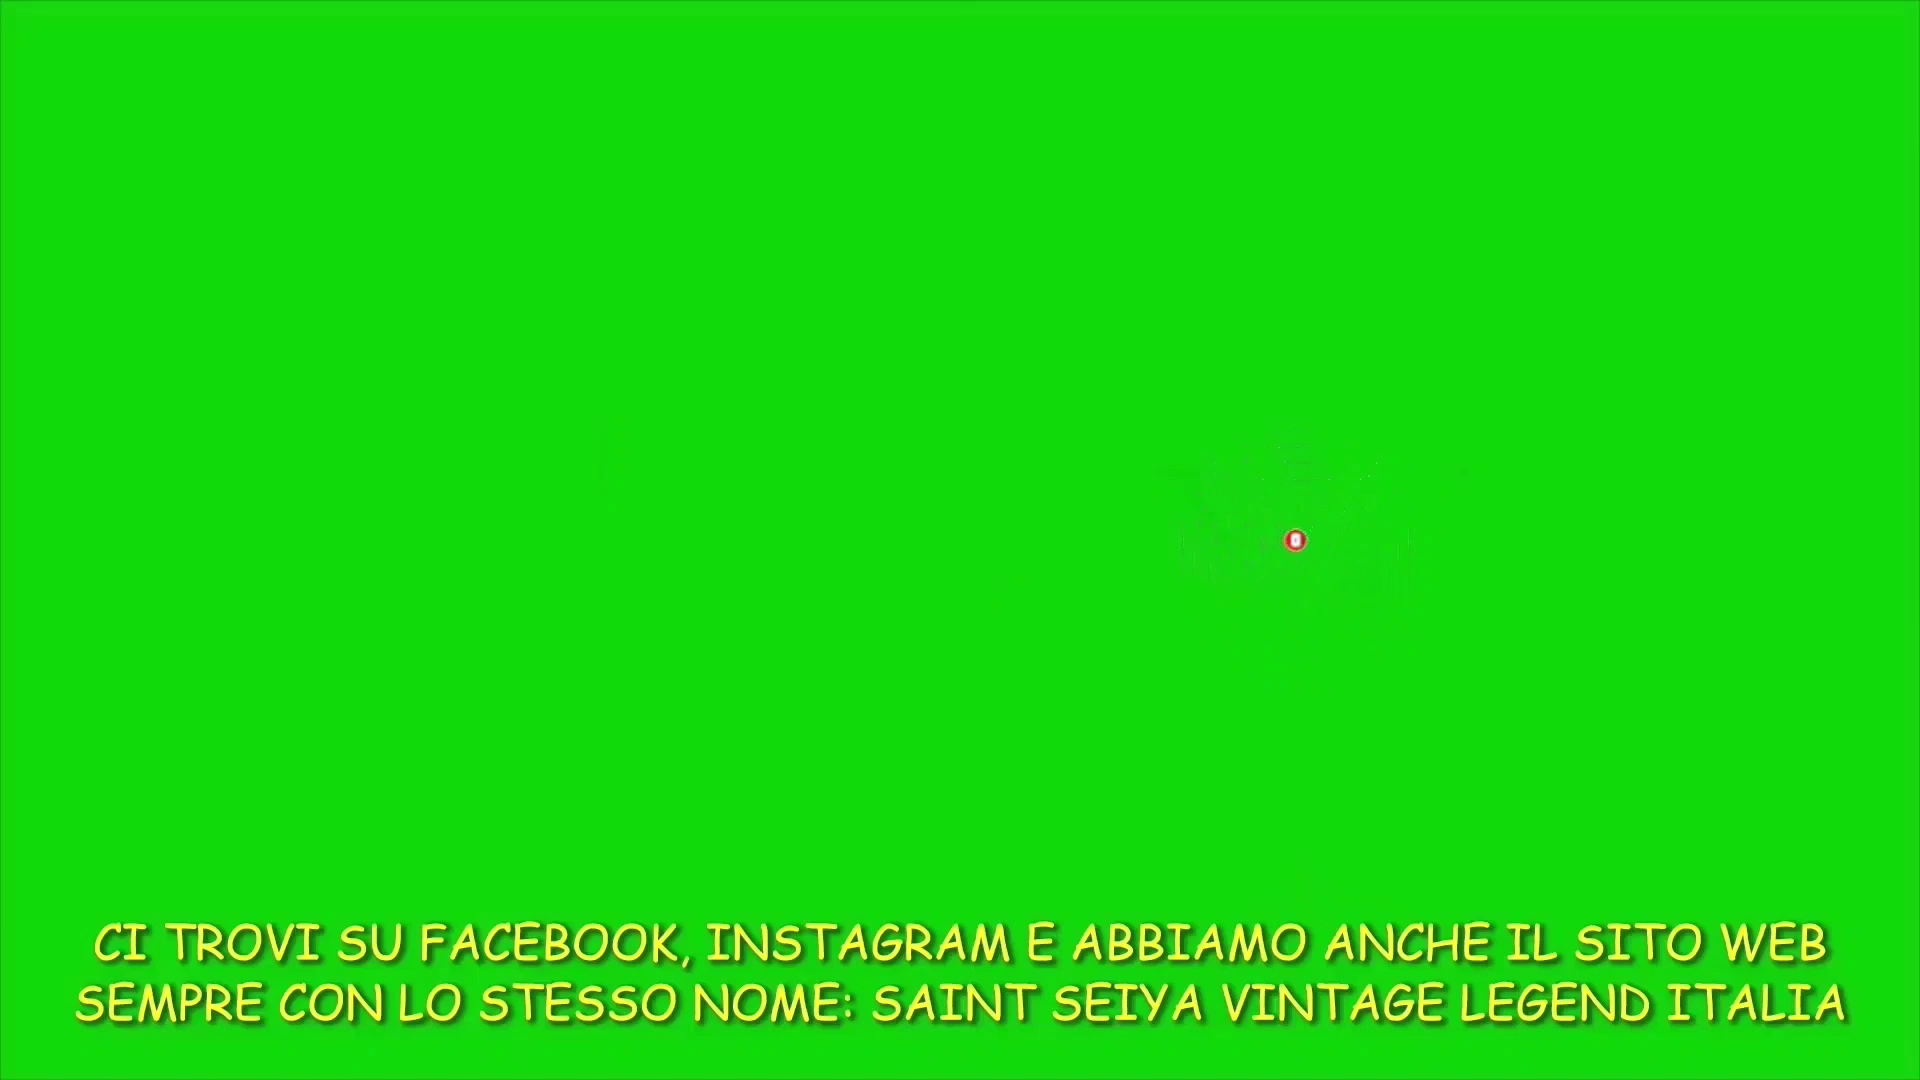 CI TROVI SU FACEBOOK, INSTAGRAM E ABBIAMO ANCHE IL SITO WEB
SEMPRE CON LO STESSO NOME: SAINT SEIYA VINTAGE LEGEND ITALIA